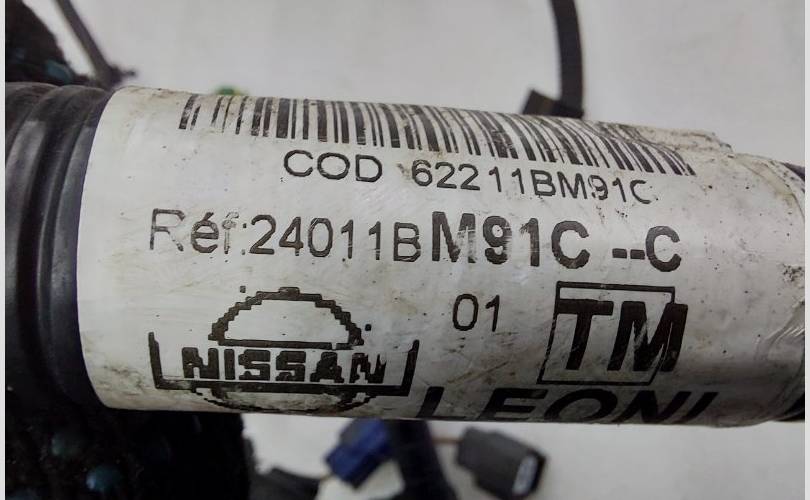 COD 62211BM91C
Réf:24011BM91C --C
01 TM
NISSAN
LEONI